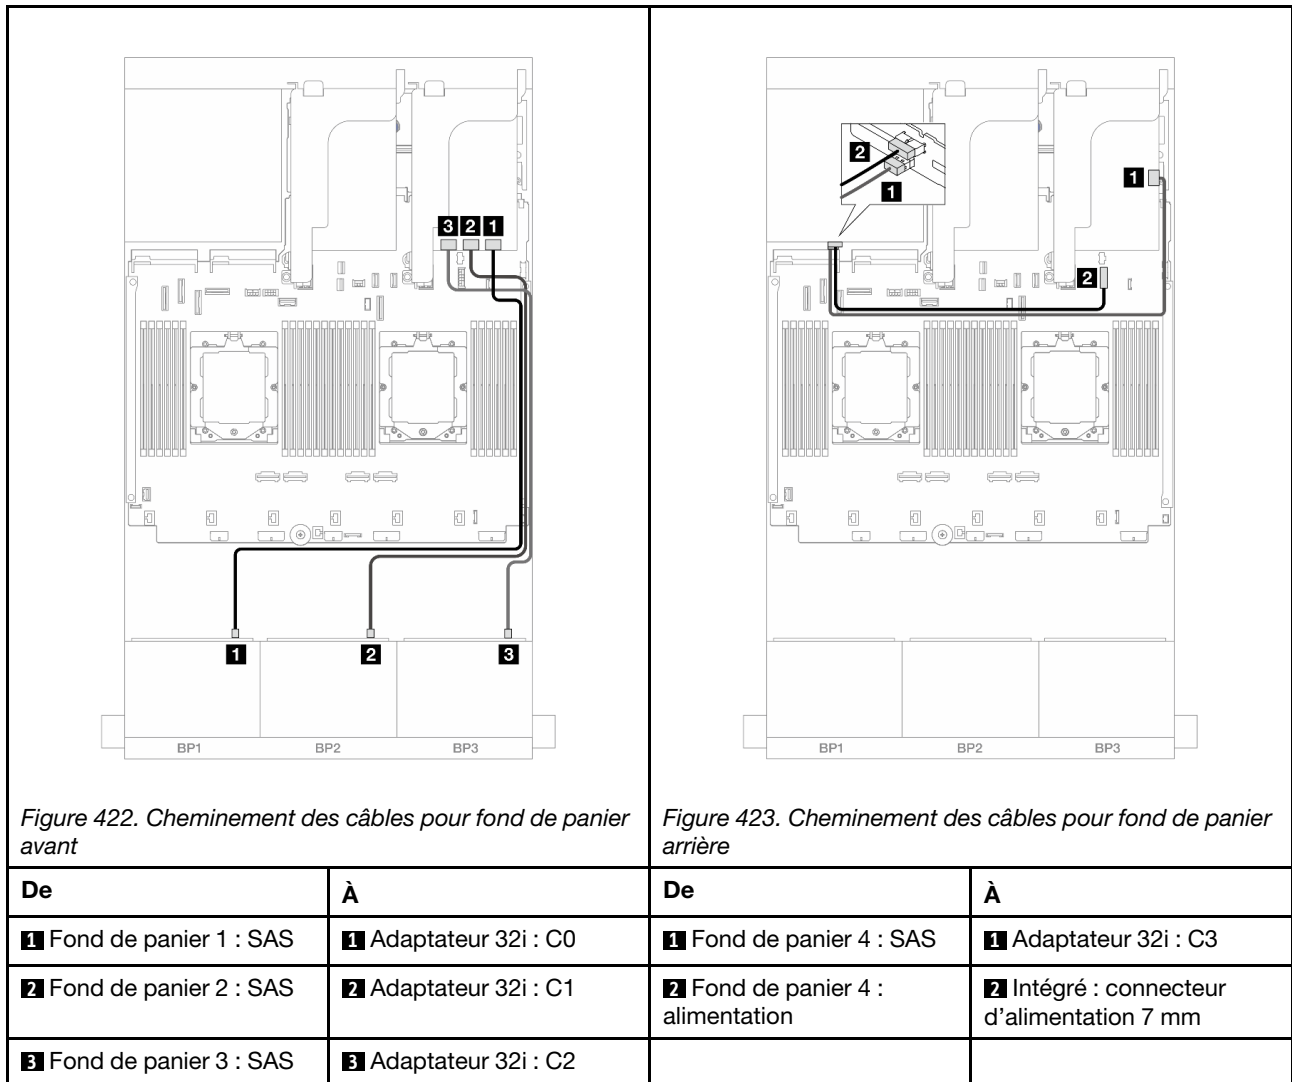 3 2 1
1
2
3
BP1
BP2
BP3
2
1
1
2
BP1
BP2
BP3
Figure 422. Cheminement des câbles pour fond de panier
avant
Figure 423. Cheminement des câbles pour fond de panier
arrière
De
À
De
À
1 Fond de panier 1 : SAS
1 Adaptateur 32i : C0
1 Fond de panier 4 : SAS
1 Adaptateur 32i : C3
2 Fond de panier 2 : SAS
2 Adaptateur 32i : C1
2 Fond de panier 4 :
alimentation
2 Intégré : connecteur
d’alimentation 7 mm
3 Fond de panier 3 : SAS
3 Adaptateur 32i : C2